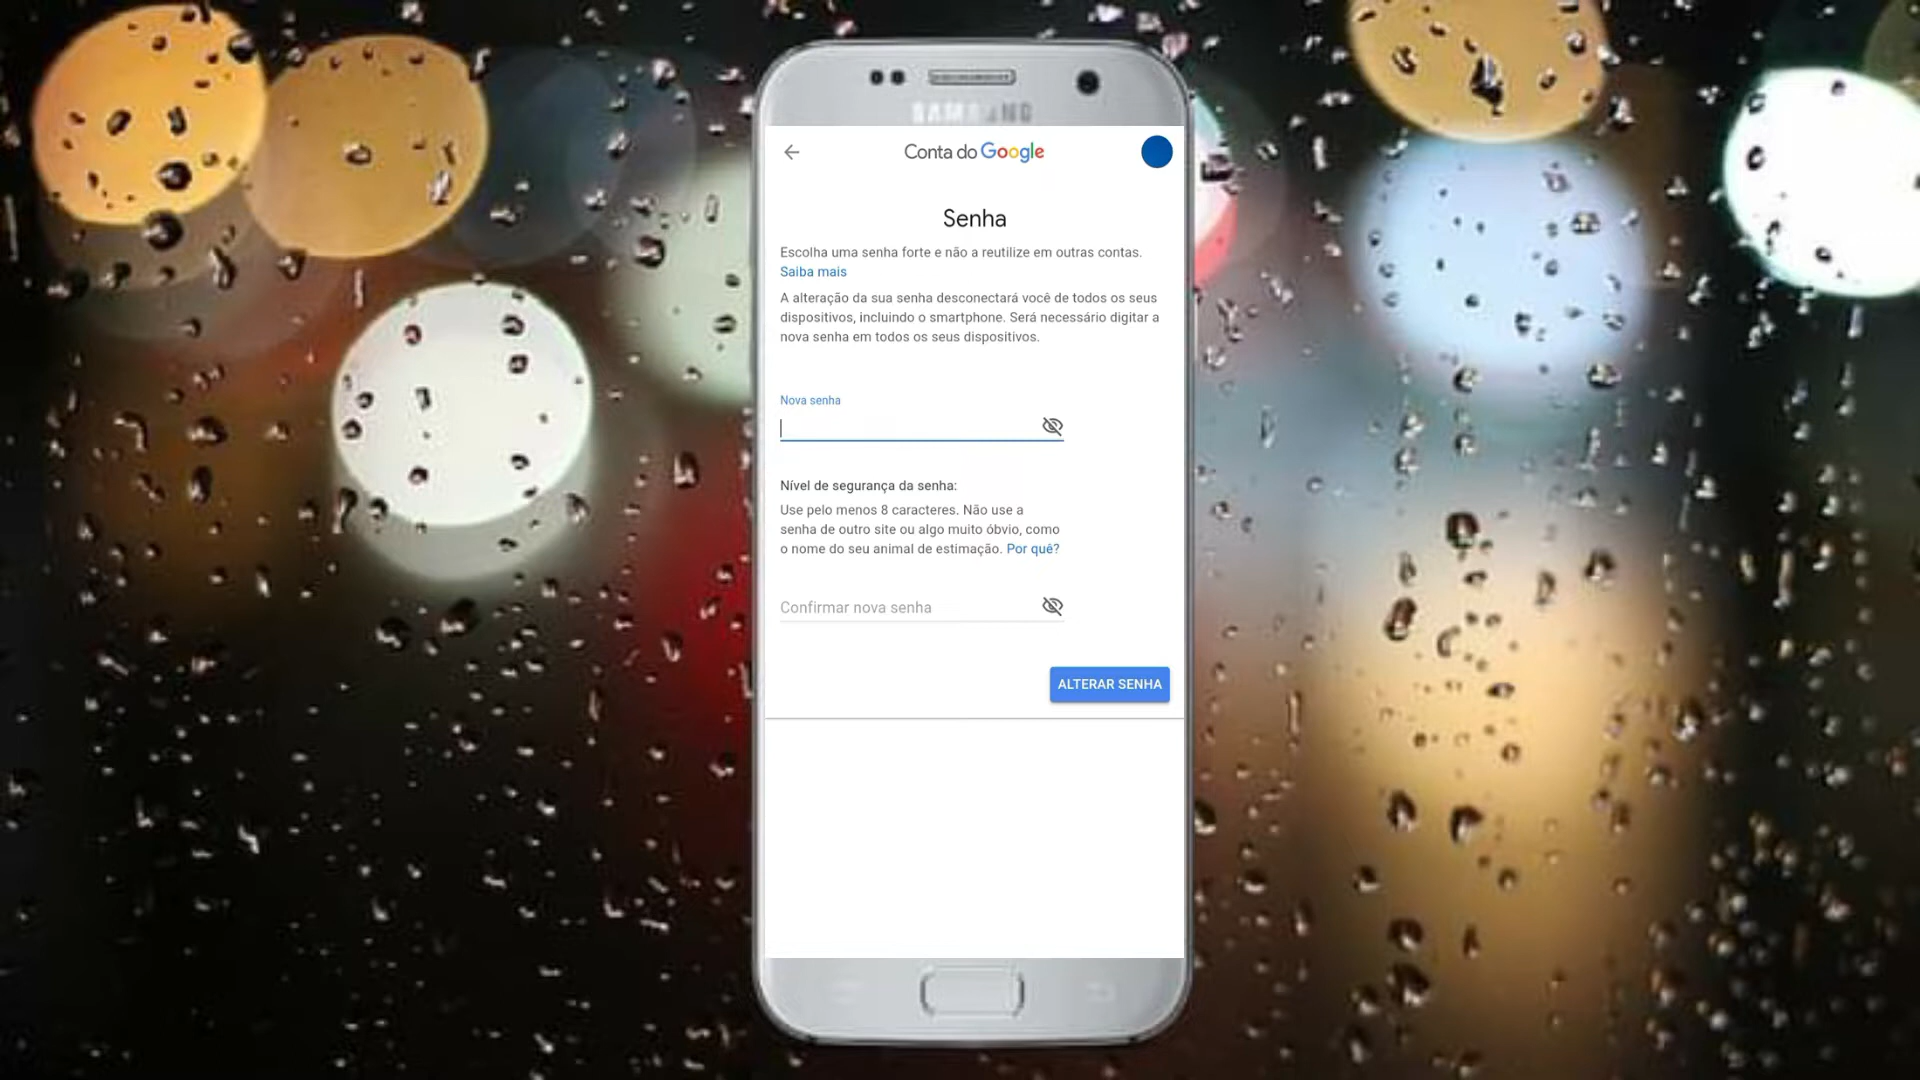 SAMSUNG
Conta do Google
Senha
Escolha uma senha forte e não a reutilize em outras contas.
Saiba mais
A alteração da sua senha desconectará você de todos os seus
dispositivos, incluindo o smartphone. Será necessário digitar a
nova senha em todos os seus dispositivos.
Nova senha
Nível de segurança da senha:
Use pelo menos 8 caracteres. Não use a
senha de outro site ou algo muito óbvio, como
o nome do seu animal de estimação. Por quê?
Confirmar nova senha
ALTERAR SENHA